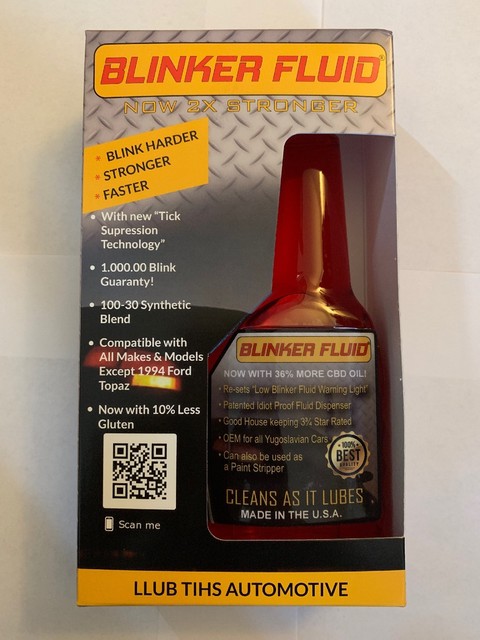 BLINKER FLUID®
NOW 2X STRONGER
• BLINK HARDER
• STRONGER
• FASTER
• With new "Tick
Supression
Technology"
• 1.000.00 Blink
Guaranty!
• 100-30 Synthetic
Blend
• Compatible with
All Makes & Models
Except 1994 Ford
Topaz
• Now with 10% Less
Gluten
Scan me
BLINKER FLUID
NOW WITH 36% MORE CBD OIL!
• Re-sets "Low Blinker Fluid Warning Light"
• Patented Idiot Proof Fluid Dispenser
• Good House keeping 3¾ Star Rated
• OEM for all Yugoslavian Cars
• Can also be used as
a Paint Stripper
100%
BEST
QUALITY
CLEANS AS IT LUBES
MADE IN THE U.S.A.
LLUB TIHS AUTOMOTIVE